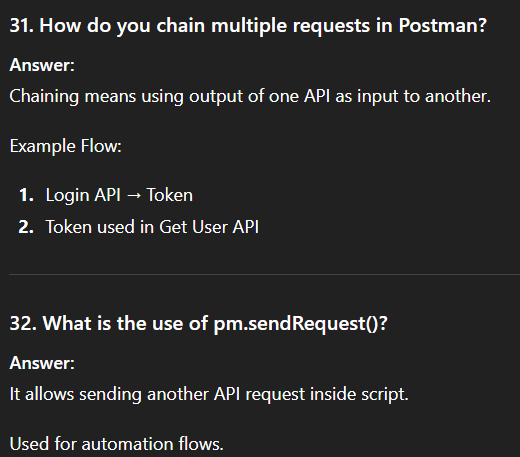 31. How do you chain multiple requests in Postman?
Answer:
Chaining means using output of one API as input to another.
Example Flow:
1. Login API → Token
2. Token used in Get User API
32. What is the use of pm.sendRequest()?
Answer:
It allows sending another API request inside script.
Used for automation flows.